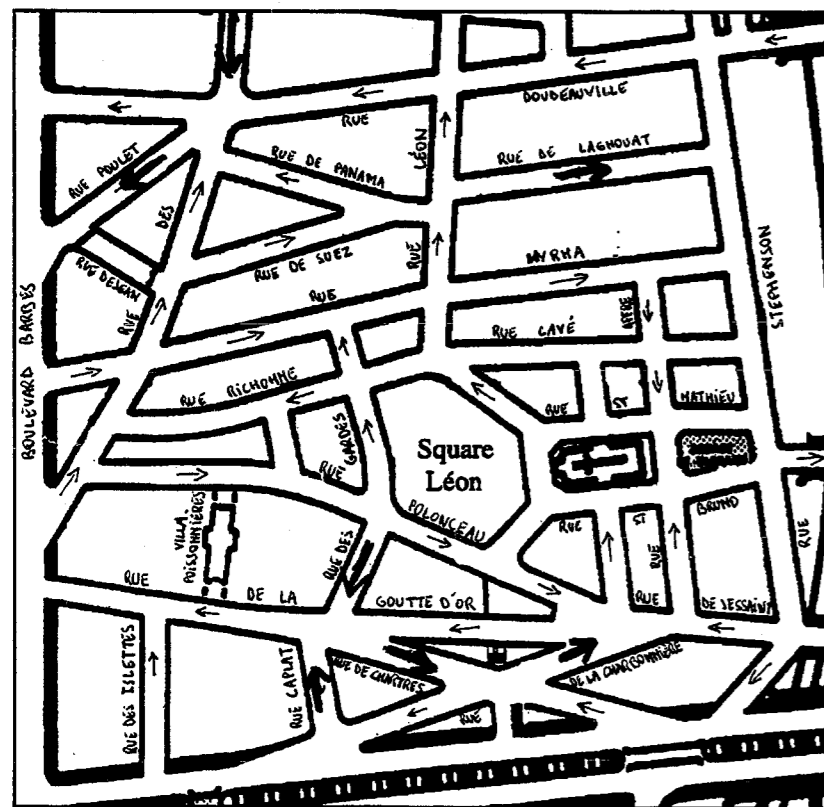 DOUDEAUVILLE
RUE
RUE POULET
RUE DE PANAMA
LÉON
RUE DE LAGHOUAT
DES
RUE DEJEAN
RUE DE SUEZ
RUE
MYRHA
STEPHENSON
BOULEVARD BARBÈS
RUE
RUE
RUE CAVÉ
AFFRE
RUE RICHOMME
RUE
ST
MATHIEU
Square
Léon
RUE GARDES
POLONCEAU
VILLA
POISSONNIÈRES
RUE DES
RUE
ST
BRUNO
RUE
RUE
RUE
DE LA
GOUTTE D'OR
RUE
DE JESSAINT
RUE DES ISLETTES
RUE CAPLAT
RUE DE CHARTRES
DE LA CHARBONNIÈRE
RUE